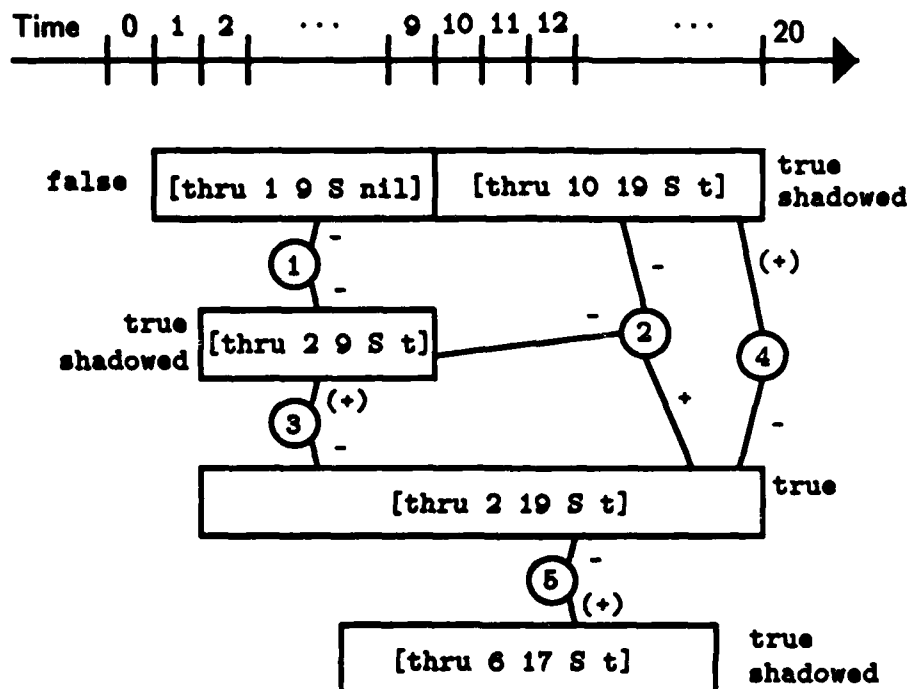 Time 0 1 2 ... 9 10 11 12 ... 20
false [thru 1 9 S nil] [thru 10 19 S t] true
shadowed
-
(+)
1
-
-
-
2
4
true
shadowed
[thru 2 9 S t]
(+)
+
3
-
-
[thru 2 19 S t] true
5
-
(+)
[thru 6 17 S t] true
shadowed